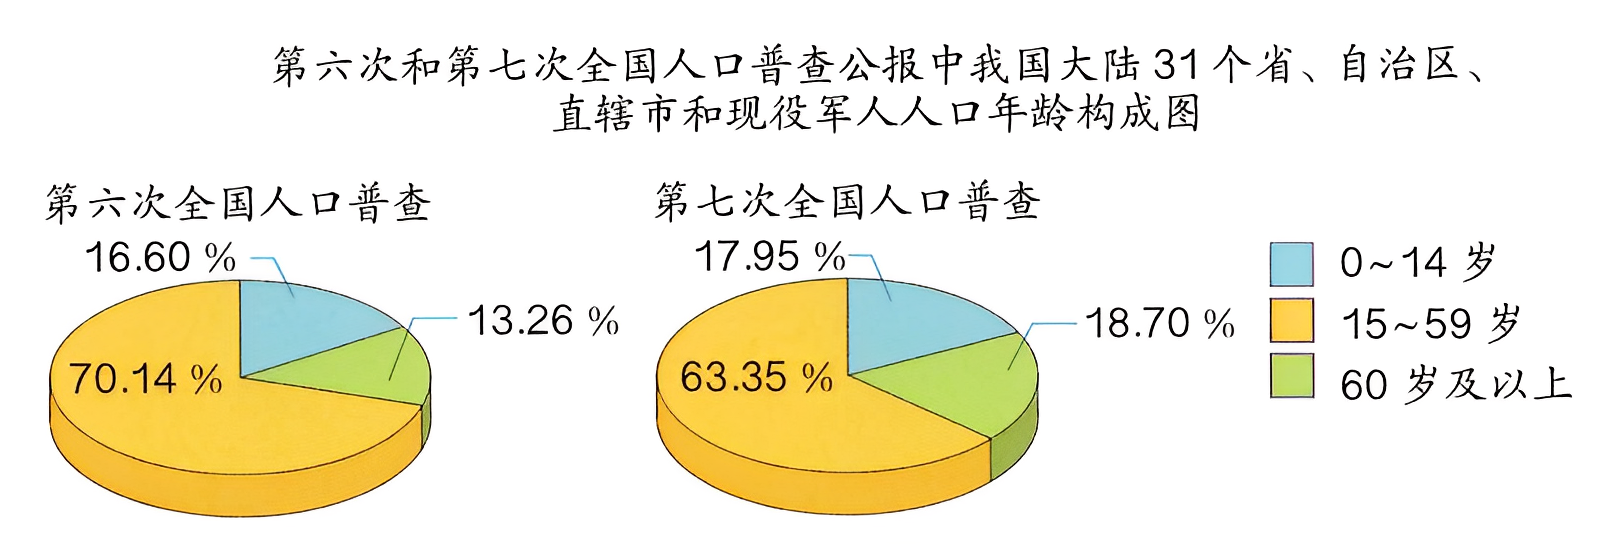 第六次和第七次全国人口普查公报中我国大陆 31 个省、自治区、
直辖市和现役军人人口年龄构成图
第六次全国人口普查
16.60 %
13.26 %
70.14 %
第七次全国人口普查
17.95 %
18.70 %
63.35 %
0~14 岁
15~59 岁
60 岁及以上